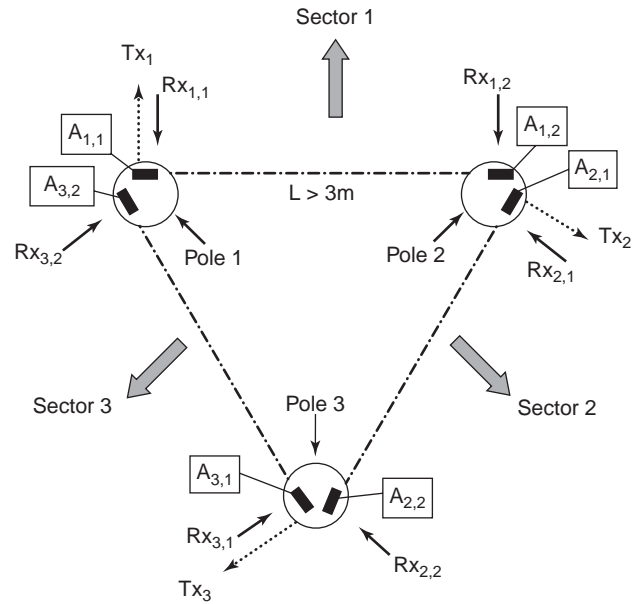 Sector 1
Tx1
Rx1,1
Rx1,2
A1,1
A1,2
A3,2
A2,1
L > 3m
Rx3,2
Pole 1
Pole 2
Tx2
Rx2,1
Sector 3
Pole 3
Sector 2
A3,1
A2,2
Rx3,1
Rx2,2
Tx3